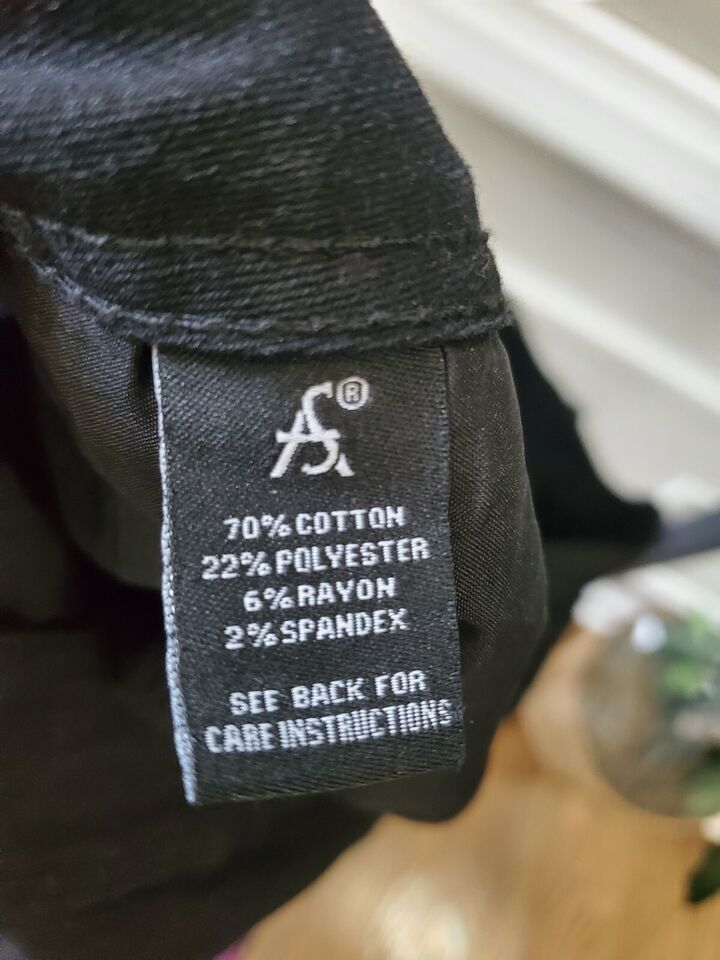 AS®
70% COTTON
22% POLYESTER
6% RAYON
2% SPANDEX
SEE BACK FOR
CARE INSTRUCTIONS